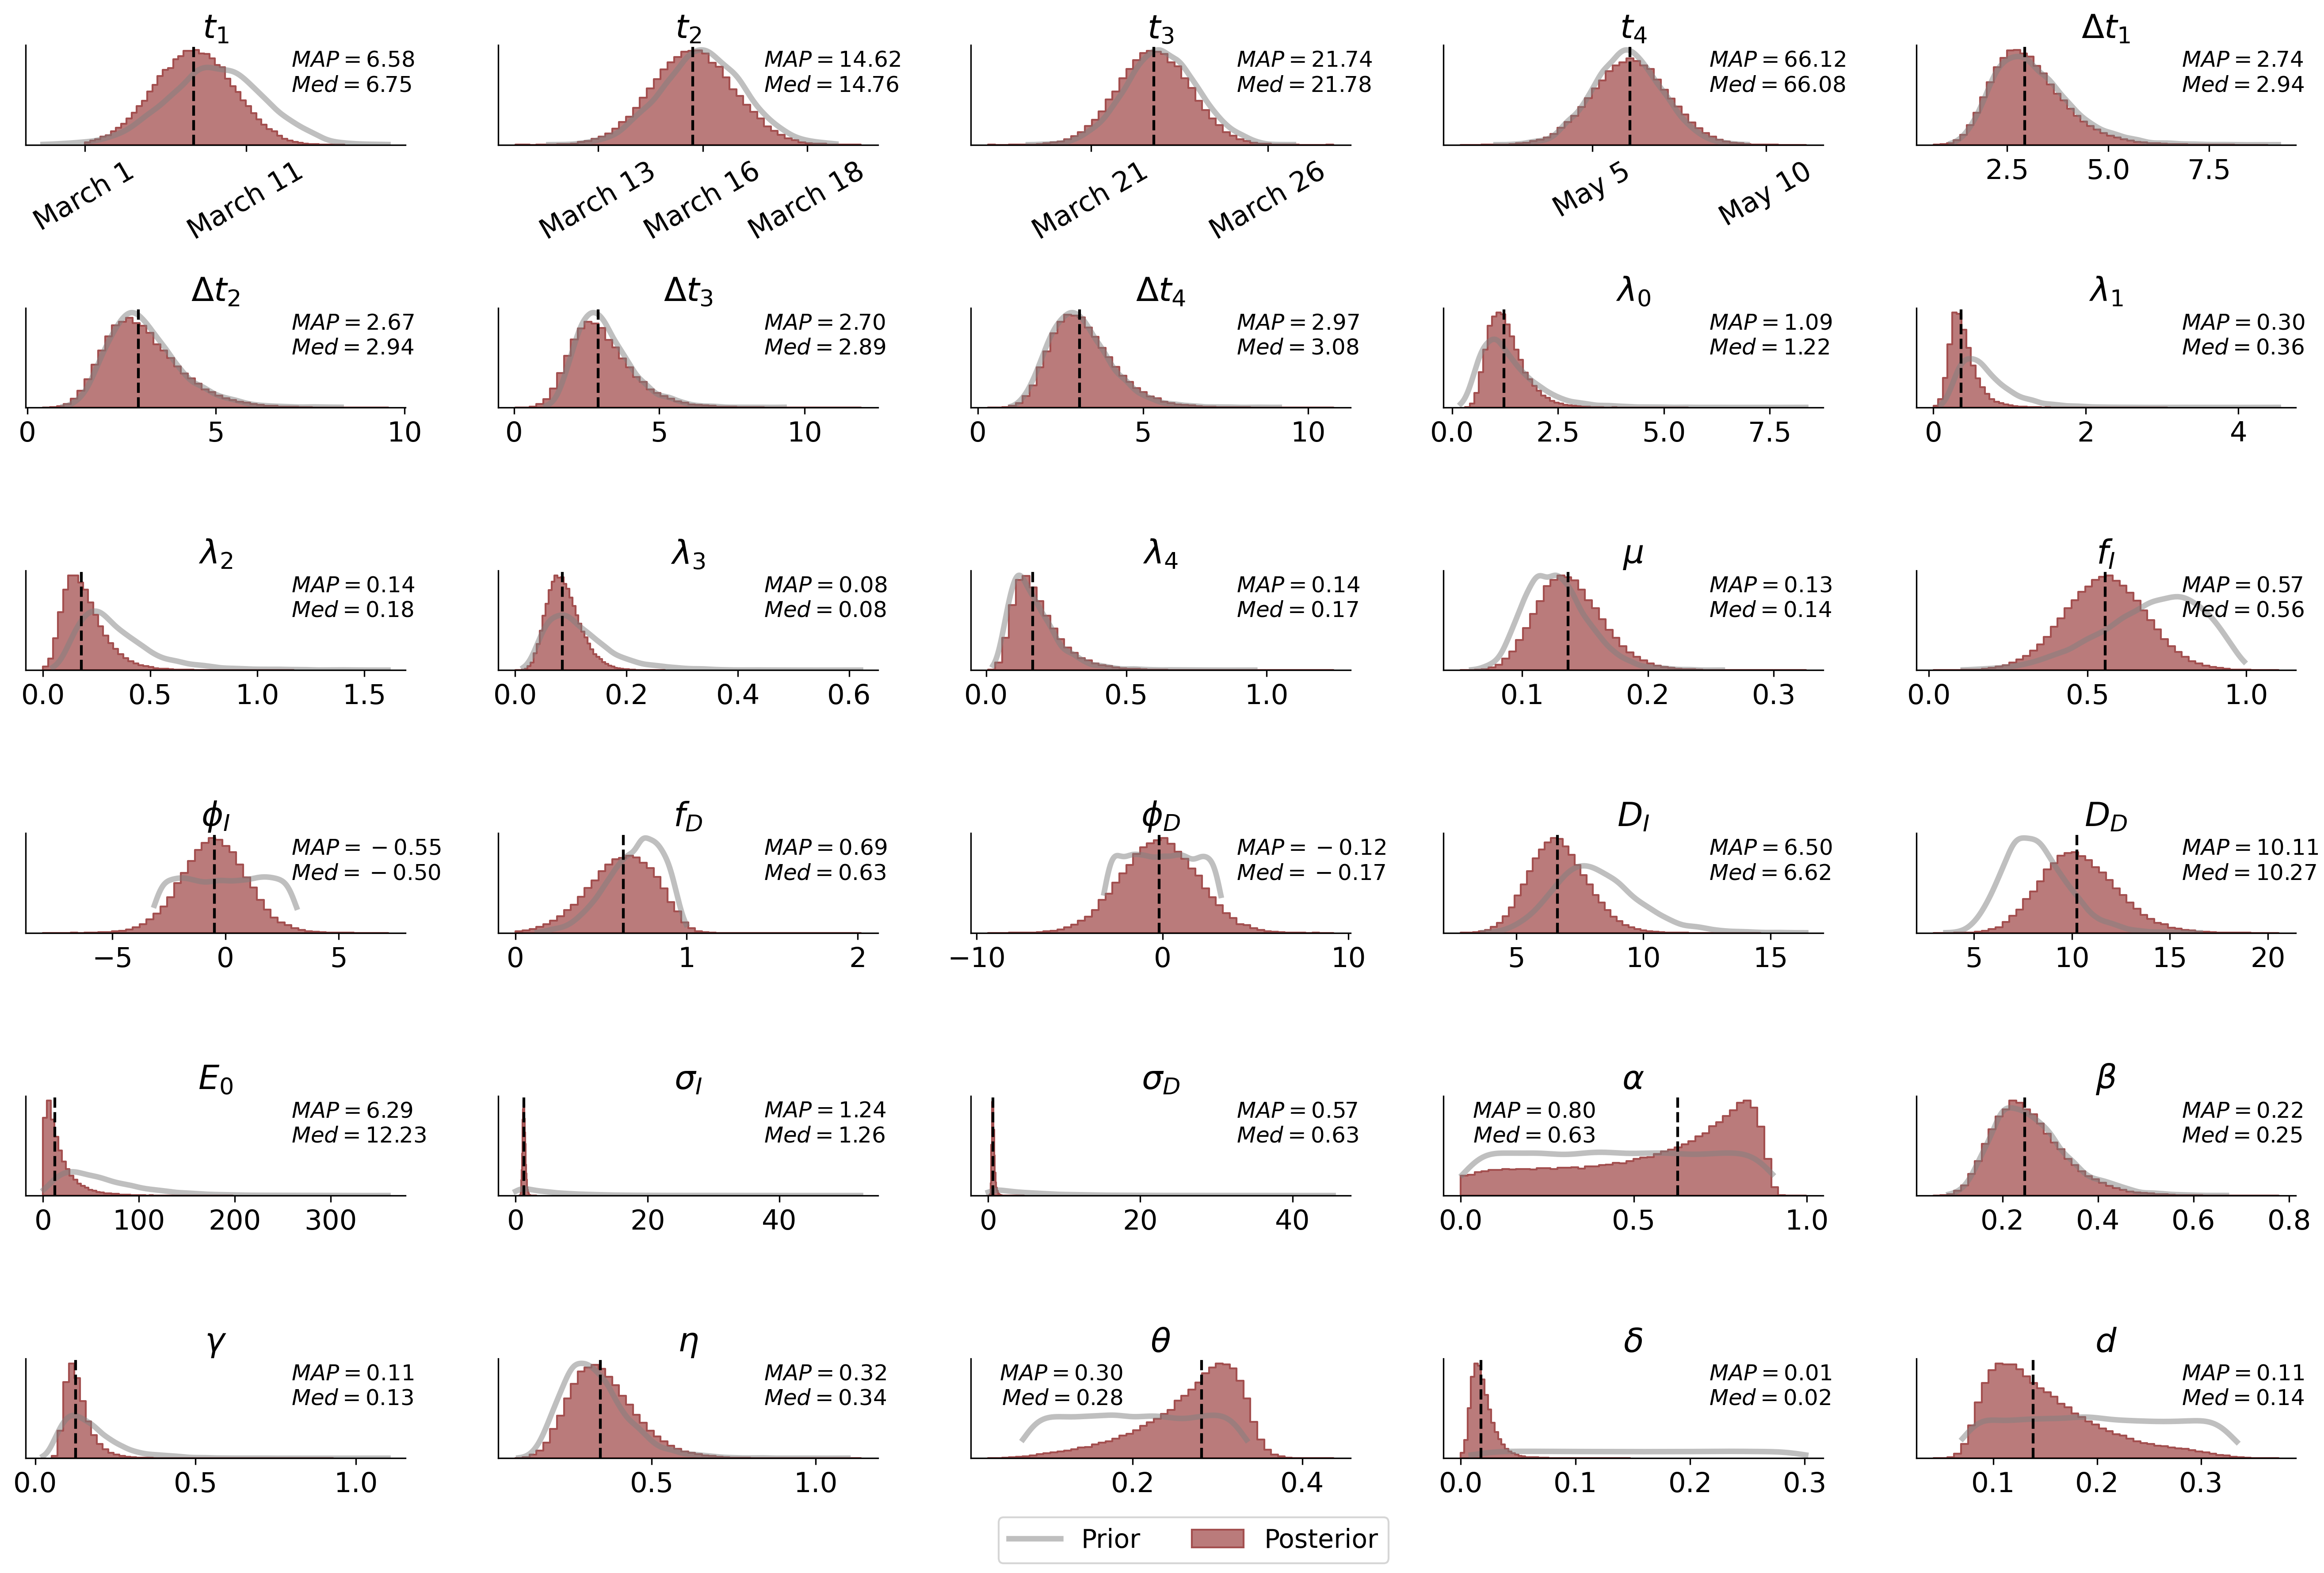 t₁
MAP = 6.58
Med = 6.75
March 1
March 11
t₂
MAP = 14.62
Med = 14.76
March 13
March 16
March 18
t₃
MAP = 21.74
Med = 21.78
March 21
March 26
t₄
MAP = 66.12
Med = 66.08
May 5
May 10
Δt₁
MAP = 2.74
Med = 2.94
2.5 5.0 7.5
Δt₂
MAP = 2.67
Med = 2.94
0 5 10
Δt₃
MAP = 2.70
Med = 2.89
0 5 10
Δt₄
MAP = 2.97
Med = 3.08
0 5 10
λ₀
MAP = 1.09
Med = 1.22
0.0 2.5 5.0 7.5
λ₁
MAP = 0.30
Med = 0.36
0 2 4
λ₂
MAP = 0.14
Med = 0.18
0.0 0.5 1.0 1.5
λ₃
MAP = 0.08
Med = 0.08
0.0 0.2 0.4 0.6
λ₄
MAP = 0.14
Med = 0.17
0.0 0.5 1.0
μ
MAP = 0.13
Med = 0.14
0.1 0.2 0.3
f_I
MAP = 0.57
Med = 0.56
0.0 0.5 1.0
ϕ_I
MAP = −0.55
Med = −0.50
−5 0 5
f_D
MAP = 0.69
Med = 0.63
0 1 2
ϕ_D
MAP = −0.12
Med = −0.17
−10 0 10
D_I
MAP = 6.50
Med = 6.62
5 10 15
D_D
MAP = 10.11
Med = 10.27
5 10 15 20
E₀
MAP = 6.29
Med = 12.23
0 100 200 300
σ_I
MAP = 1.24
Med = 1.26
0 20 40
σ_D
MAP = 0.57
Med = 0.63
0 20 40
α
MAP = 0.80
Med = 0.63
0.0 0.5 1.0
β
MAP = 0.22
Med = 0.25
0.2 0.4 0.6 0.8
γ
MAP = 0.11
Med = 0.13
0.0 0.5 1.0
η
MAP = 0.32
Med = 0.34
0.5 1.0
θ
MAP = 0.30
Med = 0.28
0.2 0.4
δ
MAP = 0.01
Med = 0.02
0.0 0.1 0.2 0.3
d
MAP = 0.11
Med = 0.14
0.1 0.2 0.3
Prior Posterior